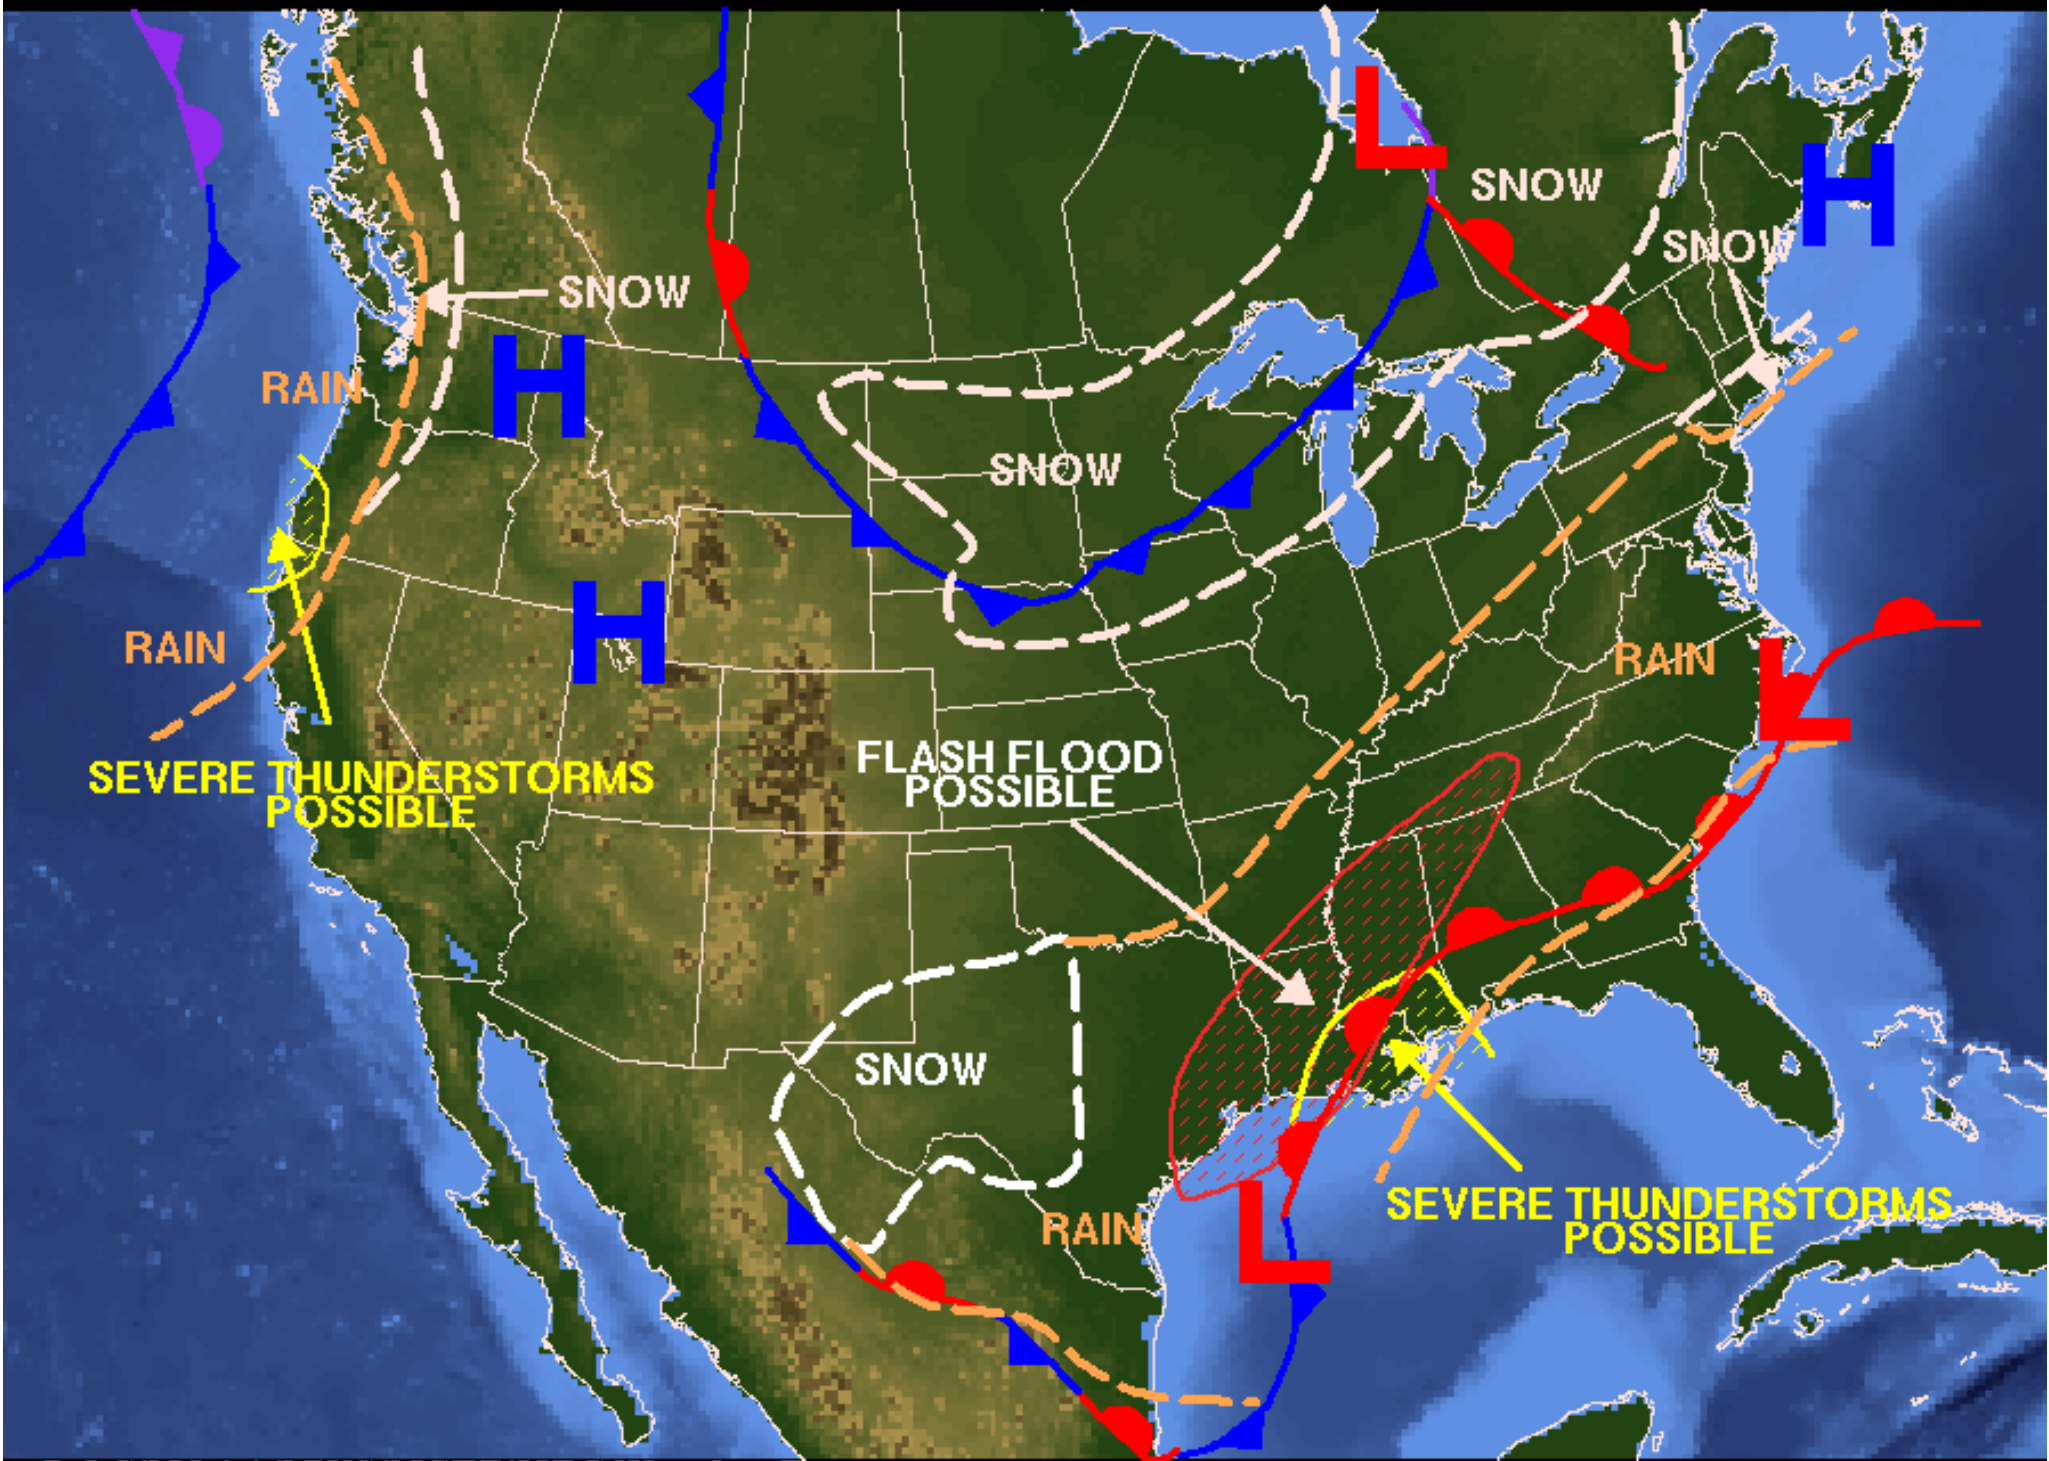 L
SNOW
H
SNOW
SNOW
H
RAIN
SNOW
H
RAIN
RAIN
L
FLASH FLOOD
POSSIBLE
SEVERE THUNDERSTORMS
POSSIBLE
SNOW
RAIN
L
SEVERE THUNDERSTORMS
POSSIBLE